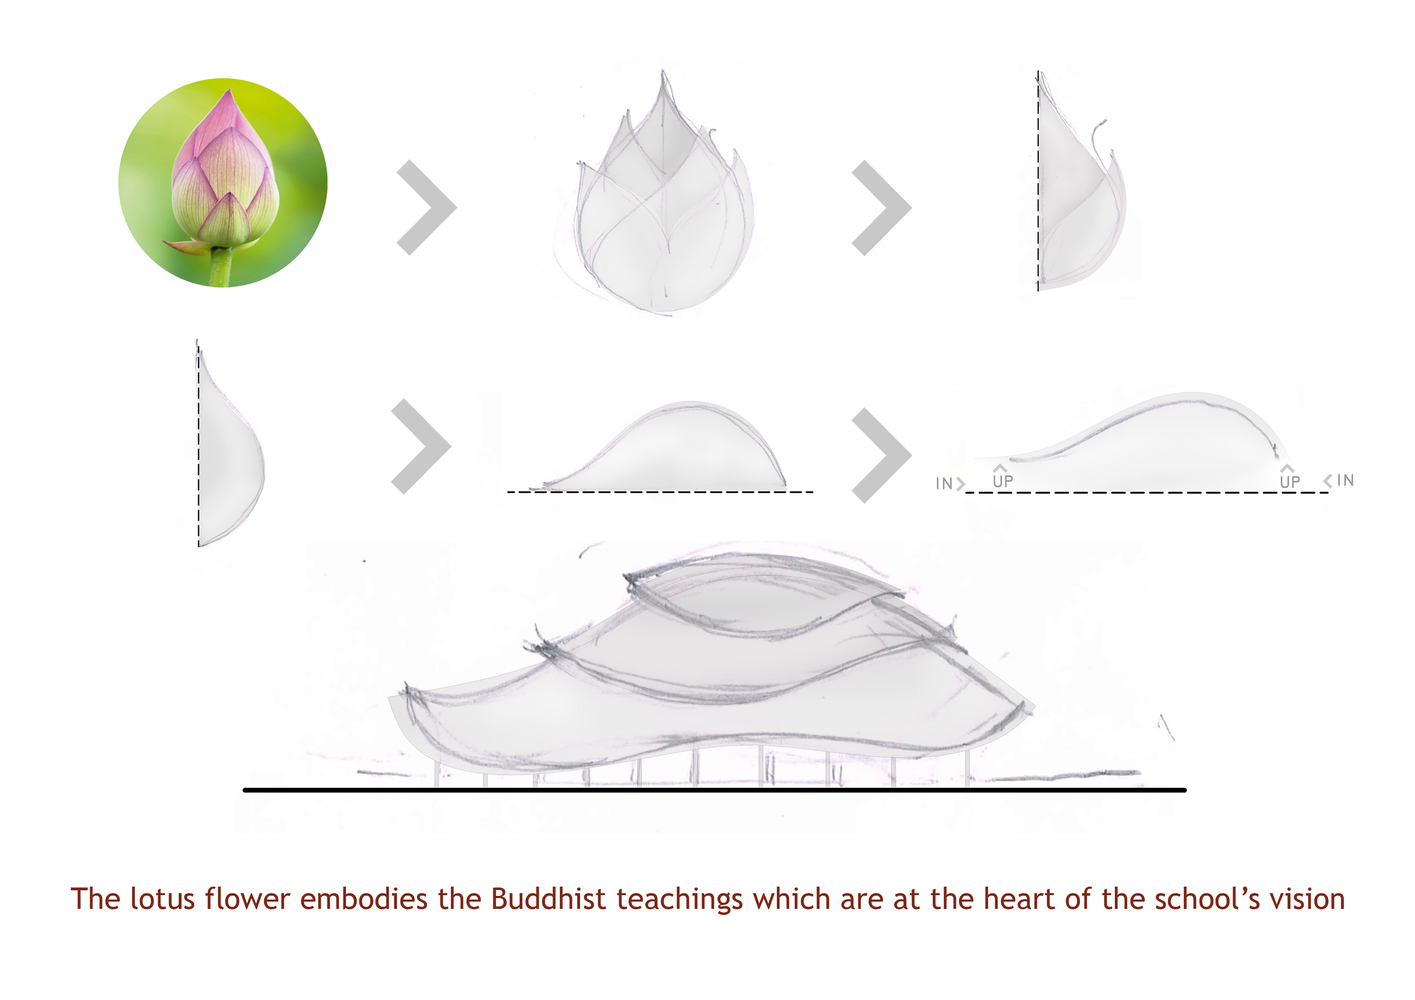 IN UP UP IN
The lotus flower embodies the Buddhist teachings which are at the heart of the school’s vision